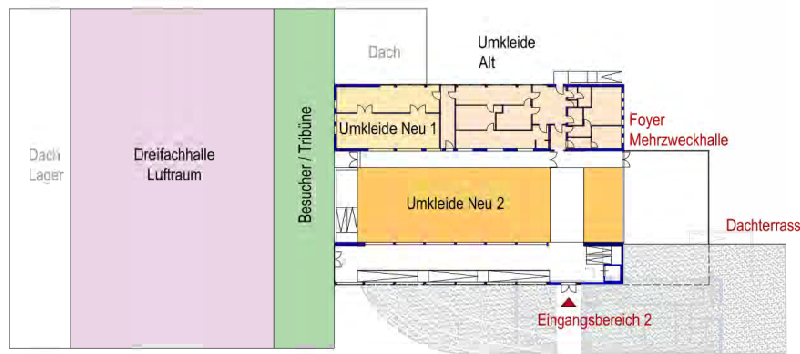 Dach
Umkleide
Alt
Umkleide Neu 1
Foyer
Mehrzweckhalle
Dach
Lager
Dreifachhalle
Luftraum
Besucher / Tribüne
Umkleide Neu 2
Dachterrass
Eingangsbereich 2